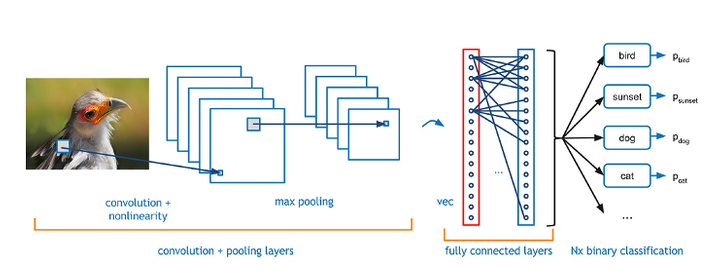 bird
p_bird
sunset
p_sunset
dog
p_dog
cat
p_cat
...
...
convolution +
nonlinearity
max pooling
vec
convolution + pooling layers
fully connected layers
Nx binary classification